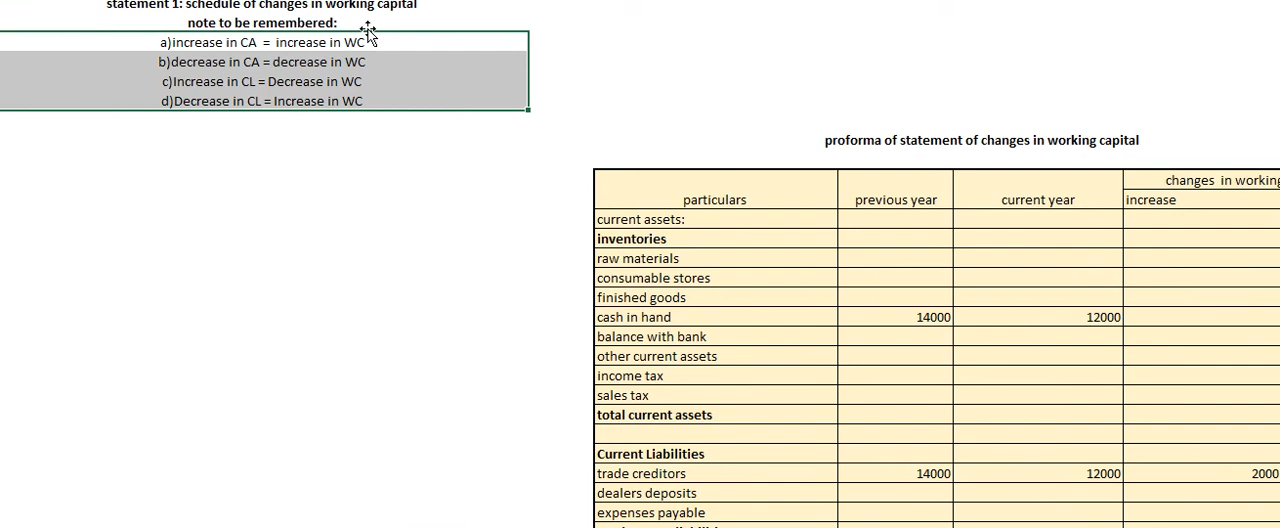 statement 1: schedule of changes in working capital
note to be remembered:
a)increase in CA = increase in WC
b)decrease in CA = decrease in WC
c)Increase in CL = Decrease in WC
d)Decrease in CL = Increase in WC
proforma of statement of changes in working capital
changes in working
particulars previous year current year increase
current assets:
inventories
raw materials
consumable stores
finished goods
cash in hand 14000 12000
balance with bank
other current assets
income tax
sales tax
total current assets
Current Liabilities
trade creditors 14000 12000 2000
dealers deposits
expenses payable